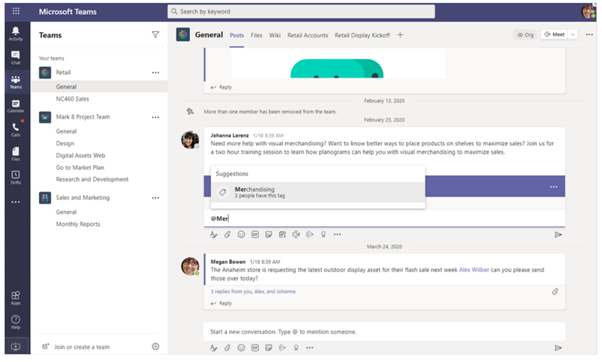 Microsoft Teams
Search by keyword
Activity
Chat
Teams
Calendar
Calls
Files
Shifts
Apps
Help
Teams
Your teams
Retail
General
NC460 Sales
Mark 8 Project Team
General
Design
Digital Assets Web
Go to Market Plan
Research and Development
Sales and Marketing
General
Monthly Reports
Join or create a team
General
Posts Files Wiki Retail Accounts Retail Display Kickoff +
Org
Meet
Reply
February 13, 2020
More than one member has been removed from the team.
February 25, 2020
Johanna Lorenz 1/18 8:39 AM
Need more help with visual merchandising? Want to know better ways to place products on shelves to maximize sales? Join us for
a two hour training session to learn how planograms can help you with visual merchandising to maximize sales.
Suggestions
Merchandising
3 people have this tag
@Mer
March 24, 2020
Megan Bowen 1/18 8:39 AM
The Anaheim store is requesting the latest outdoor display asset for their flash sale next week Alex Wilber can you please send
those over today?
3 replies from you, Alex, and Johanna
Reply
Start a new conversation. Type @ to mention someone.